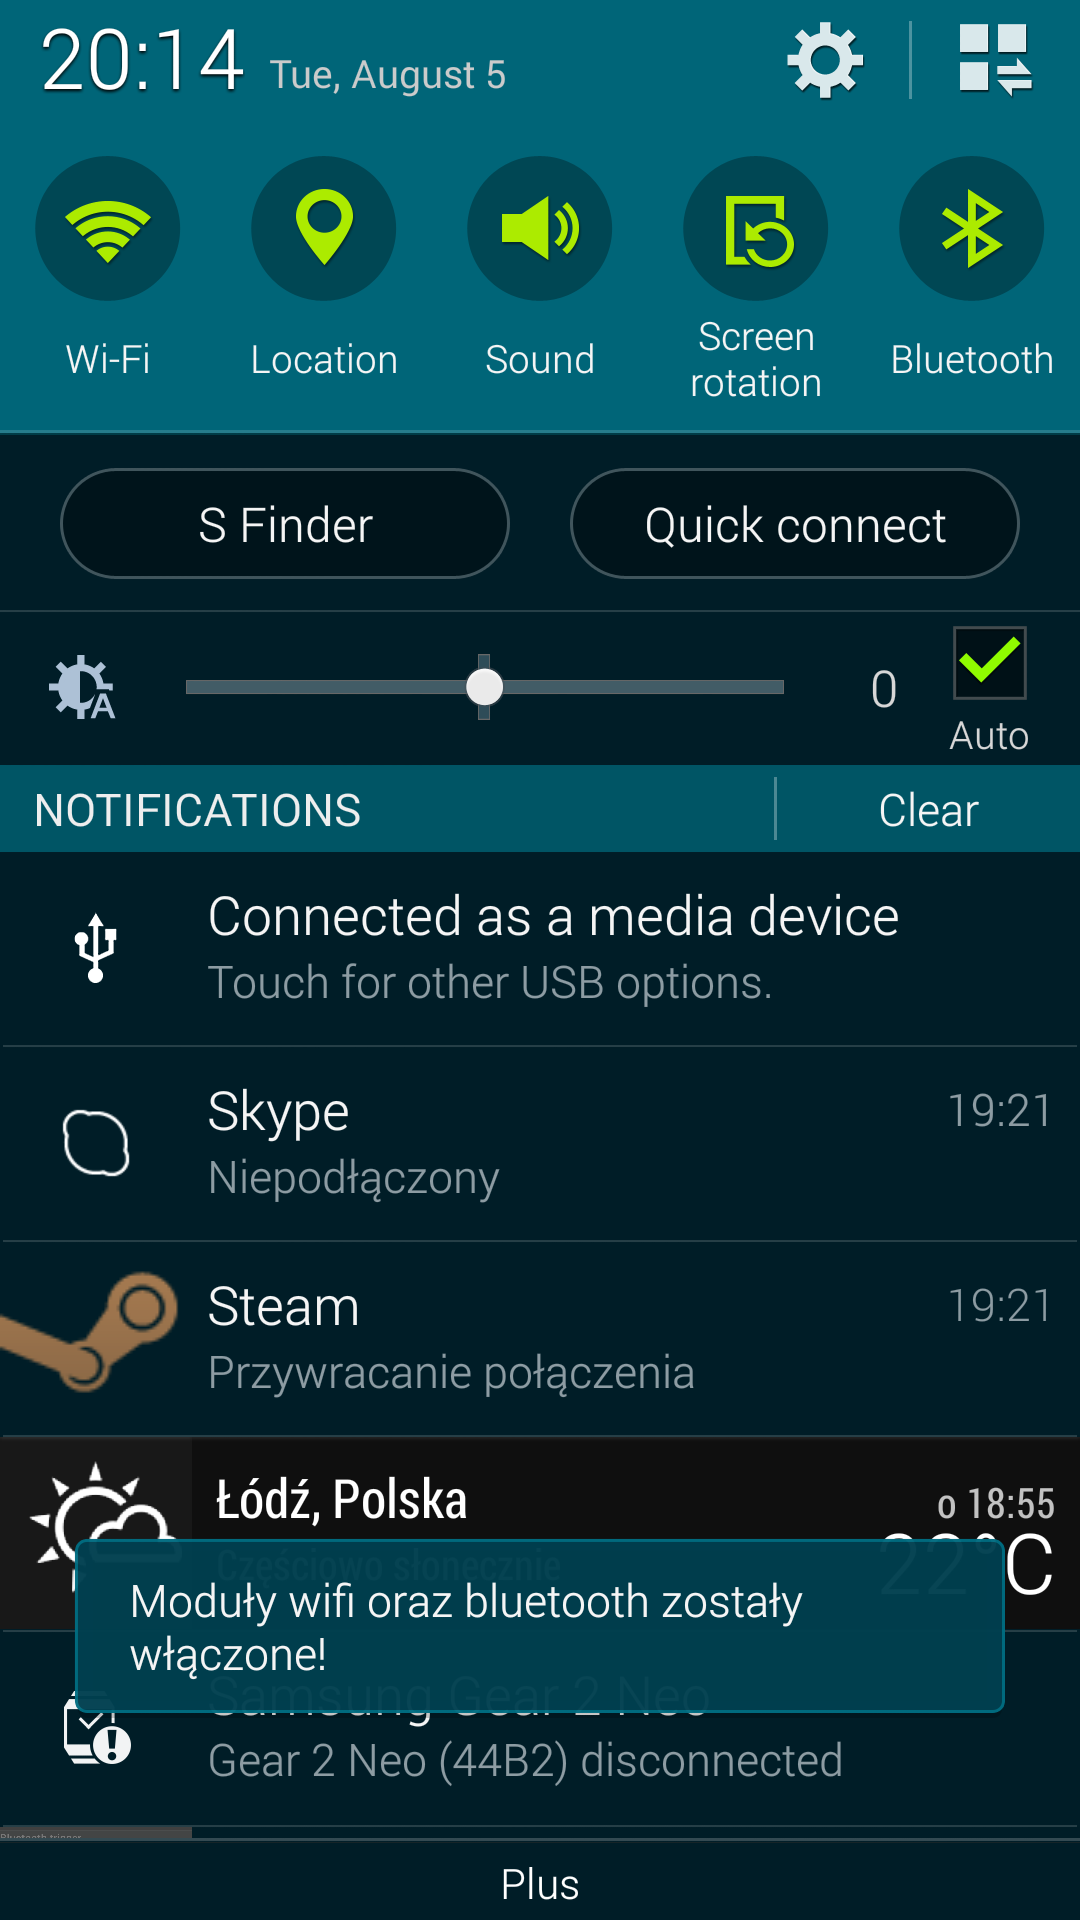 20:14 Tue, August 5
Wi-Fi
Location
Sound
Screen
rotation
Bluetooth
S Finder
Quick connect
A
0
Auto
NOTIFICATIONS
Clear
Connected as a media device
Touch for other USB options.
Skype
19:21
Niepodłączony
Steam
19:21
Przywracanie połączenia
Łódź, Polska
o 18:55
Częściowo słonecznie
22°C
Moduły wifi oraz bluetooth zostały
włączone!
Samsung Gear 2 Neo
Gear 2 Neo (44B2) disconnected
Bluetooth trigger
Plus